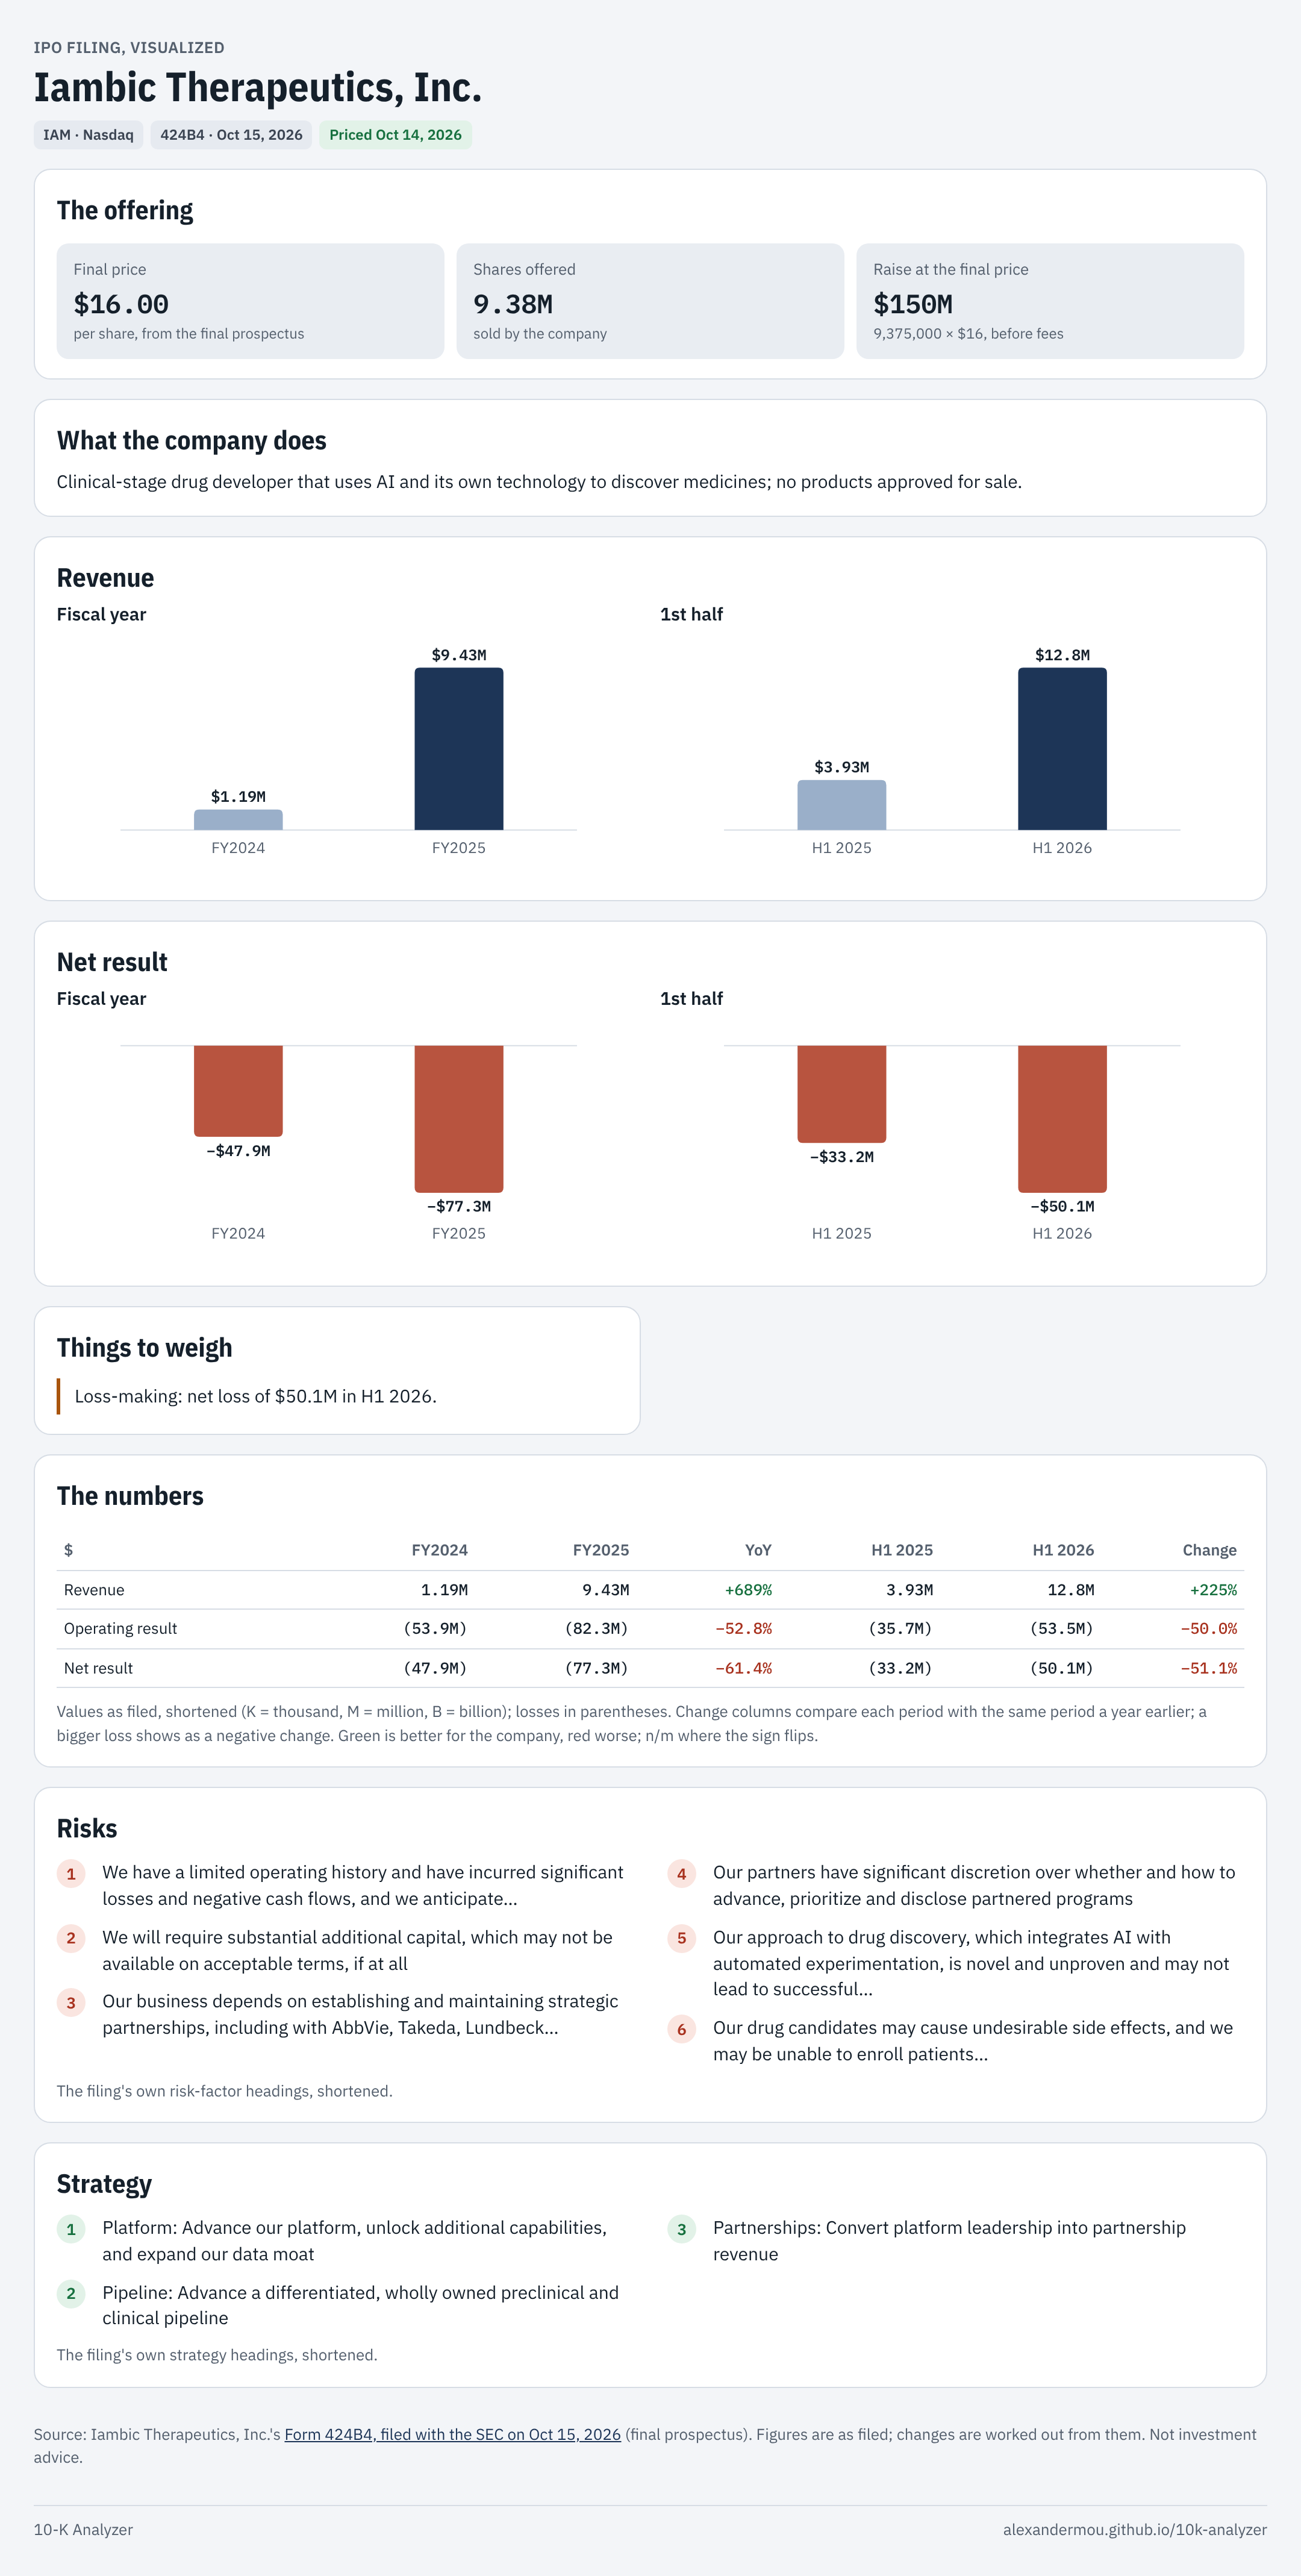 IPO FILING, VISUALIZED
Iambic Therapeutics, Inc.
IAM · Nasdaq
424B4 · Oct 15, 2026
Priced Oct 14, 2026
The offering
Final price
$16.00
per share, from the final prospectus
Shares offered
9.38M
sold by the company
Raise at the final price
$150M
9,375,000 × $16, before fees
What the company does
Clinical-stage drug developer that uses AI and its own technology to discover medicines; no products approved for sale.
Revenue
Fiscal year
$1.19M
$9.43M
FY2024
FY2025
1st half
$3.93M
$12.8M
H1 2025
H1 2026
Net result
Fiscal year
−$47.9M
−$77.3M
FY2024
FY2025
1st half
−$33.2M
−$50.1M
H1 2025
H1 2026
Things to weigh
Loss-making: net loss of $50.1M in H1 2026.
The numbers
$ FY2024 FY2025 YoY H1 2025 H1 2026 Change
Revenue 1.19M 9.43M +689% 3.93M 12.8M +225%
Operating result (53.9M) (82.3M) −52.8% (35.7M) (53.5M) −50.0%
Net result (47.9M) (77.3M) −61.4% (33.2M) (50.1M) −51.1%
Values as filed, shortened (K = thousand, M = million, B = billion); losses in parentheses. Change columns compare each period with the same period a year earlier; a
bigger loss shows as a negative change. Green is better for the company, red worse; n/m where the sign flips.
Risks
1 We have a limited operating history and have incurred significant
losses and negative cash flows, and we anticipate…
2 We will require substantial additional capital, which may not be
available on acceptable terms, if at all
3 Our business depends on establishing and maintaining strategic
partnerships, including with AbbVie, Takeda, Lundbeck…
4 Our partners have significant discretion over whether and how to
advance, prioritize and disclose partnered programs
5 Our approach to drug discovery, which integrates AI with
automated experimentation, is novel and unproven and may not
lead to successful…
6 Our drug candidates may cause undesirable side effects, and we
may be unable to enroll patients…
The filing's own risk-factor headings, shortened.
Strategy
1 Platform: Advance our platform, unlock additional capabilities,
and expand our data moat
2 Pipeline: Advance a differentiated, wholly owned preclinical and
clinical pipeline
3 Partnerships: Convert platform leadership into partnership
revenue
The filing's own strategy headings, shortened.
Source: Iambic Therapeutics, Inc.'s Form 424B4, filed with the SEC on Oct 15, 2026 (final prospectus). Figures are as filed; changes are worked out from them. Not investment
advice.
10-K Analyzer
alexandermou.github.io/10k-analyzer